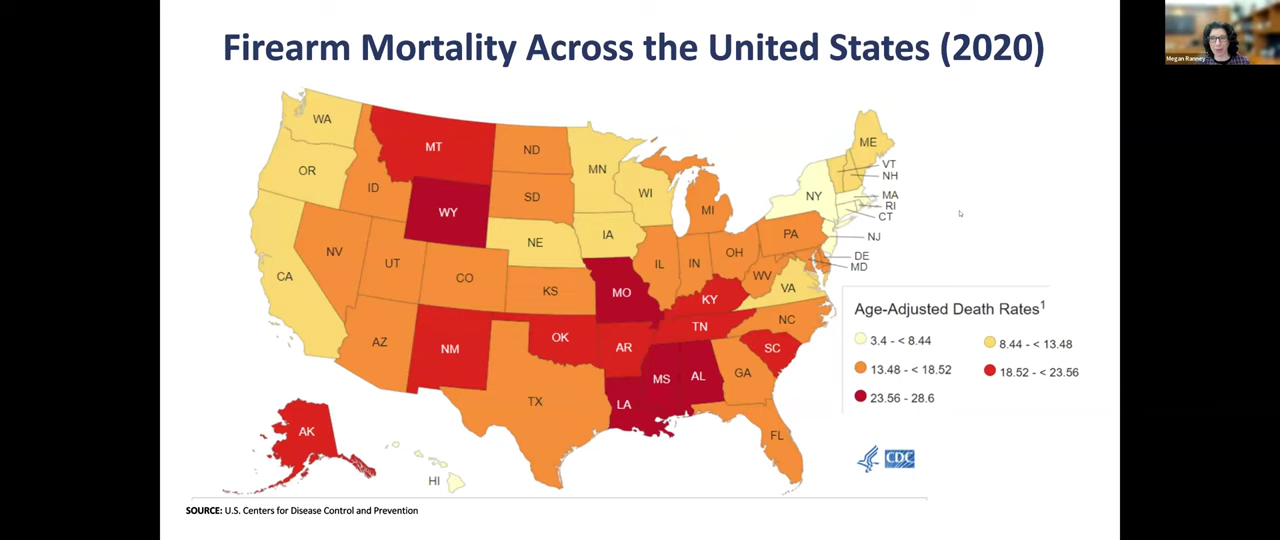 Firearm Mortality Across the United States (2020)
Megan Ranney
WA
MT
ND
MN
ME
VT
NH
OR
ID
SD
WI
NY
MA
RI
CT
WY
MI
NE
IA
PA
NJ
NV
UT
CO
IL
IN
OH
DE
MD
CA
KS
MO
WV
VA
KY
NC
AZ
NM
OK
AR
TN
SC
TX
LA
MS
AL
GA
FL
AK
HI
Age-Adjusted Death Rates1
3.4 - < 8.44
8.44 - < 13.48
13.48 - < 18.52
18.52 - < 23.56
23.56 - 28.6
CDC
SOURCE: U.S. Centers for Disease Control and Prevention